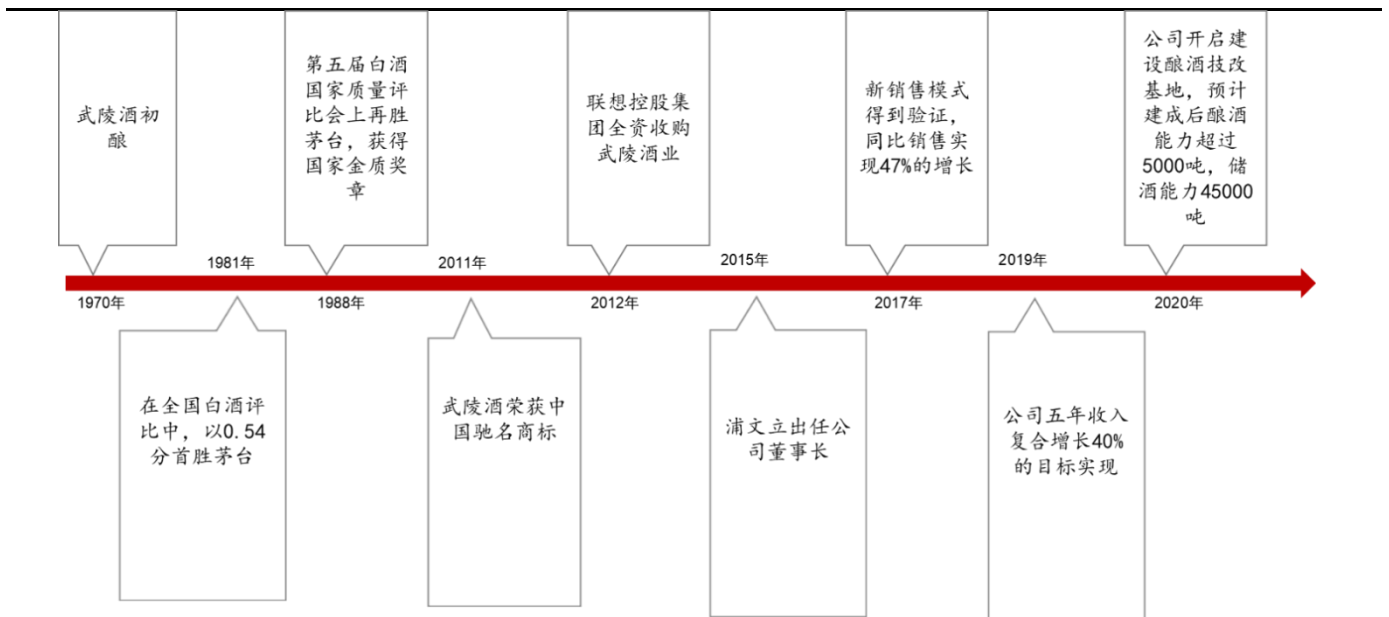 武陵酒初
酿
第五届白酒
国家质量评
比会上再胜
茅台，获得
国家金质奖
章
联想控股集
团全资收购
武陵酒业
新销售模式
得到验证，
同比销售实
现47%的增长
公司开启建
设酿酒技改
基地，预计
建成后酿酒
能力超过
5000吨，储
酒能力45000
吨
1981年
2011年
2015年
2019年
1970年
1988年
2012年
2017年
2020年
在全国白酒评
比中，以0.54
分首胜茅台
武陵酒荣获中
国驰名商标
浦文立出任公
司董事长
公司五年收入
复合增长40%
的目标实现